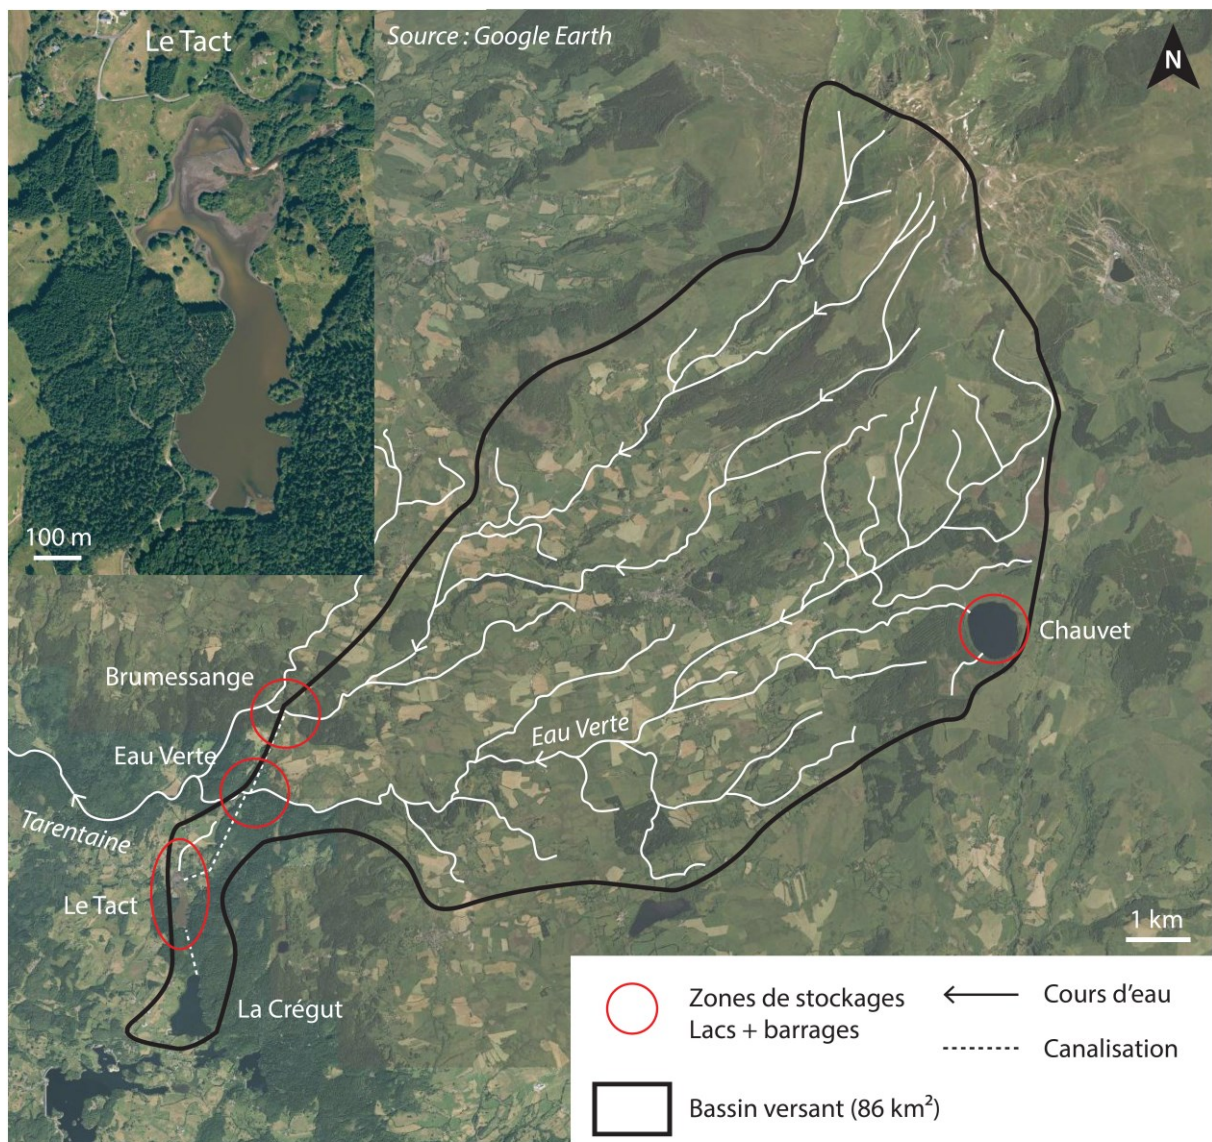 Le Tact
Source : Google Earth
N
100 m
Chauvet
Brumessange
Eau Verte
Eau Verte
Tarentaine
Le Tact
1 km
La Crégut
Zones de stockages
Lacs + barrages
Cours d'eau
Canalisation
Bassin versant (86 km²)